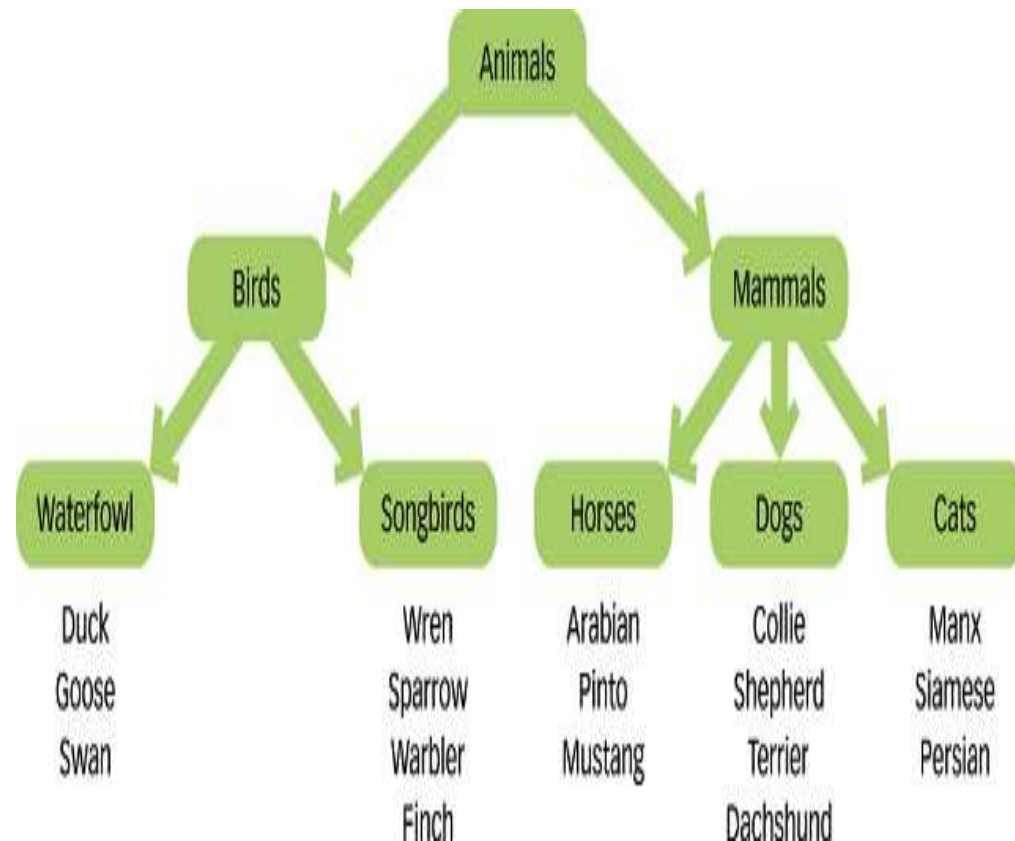 Animals
Birds
Mammals
Waterfowl
Songbirds
Horses
Dogs
Cats
Duck
Goose
Swan
Wren
Sparrow
Warbler
Finch
Arabian
Pinto
Mustang
Collie
Shepherd
Terrier
Dachshund
Manx
Siamese
Persian